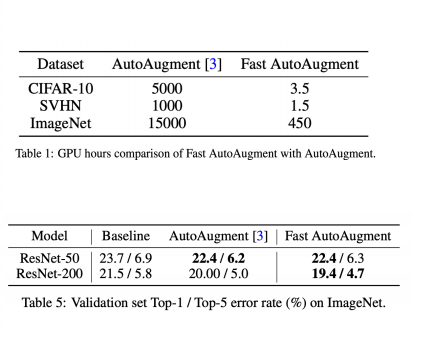 Dataset AutoAugment [3] Fast AutoAugment
CIFAR-10 5000 3.5
SVHN 1000 1.5
ImageNet 15000 450
Table 1: GPU hours comparison of Fast AutoAugment with AutoAugment.
Model Baseline AutoAugment [3] Fast AutoAugment
ResNet-50 23.7 / 6.9 22.4 / 6.2 22.4 / 6.3
ResNet-200 21.5 / 5.8 20.00 / 5.0 19.4 / 4.7
Table 5: Validation set Top-1 / Top-5 error rate (%) on ImageNet.